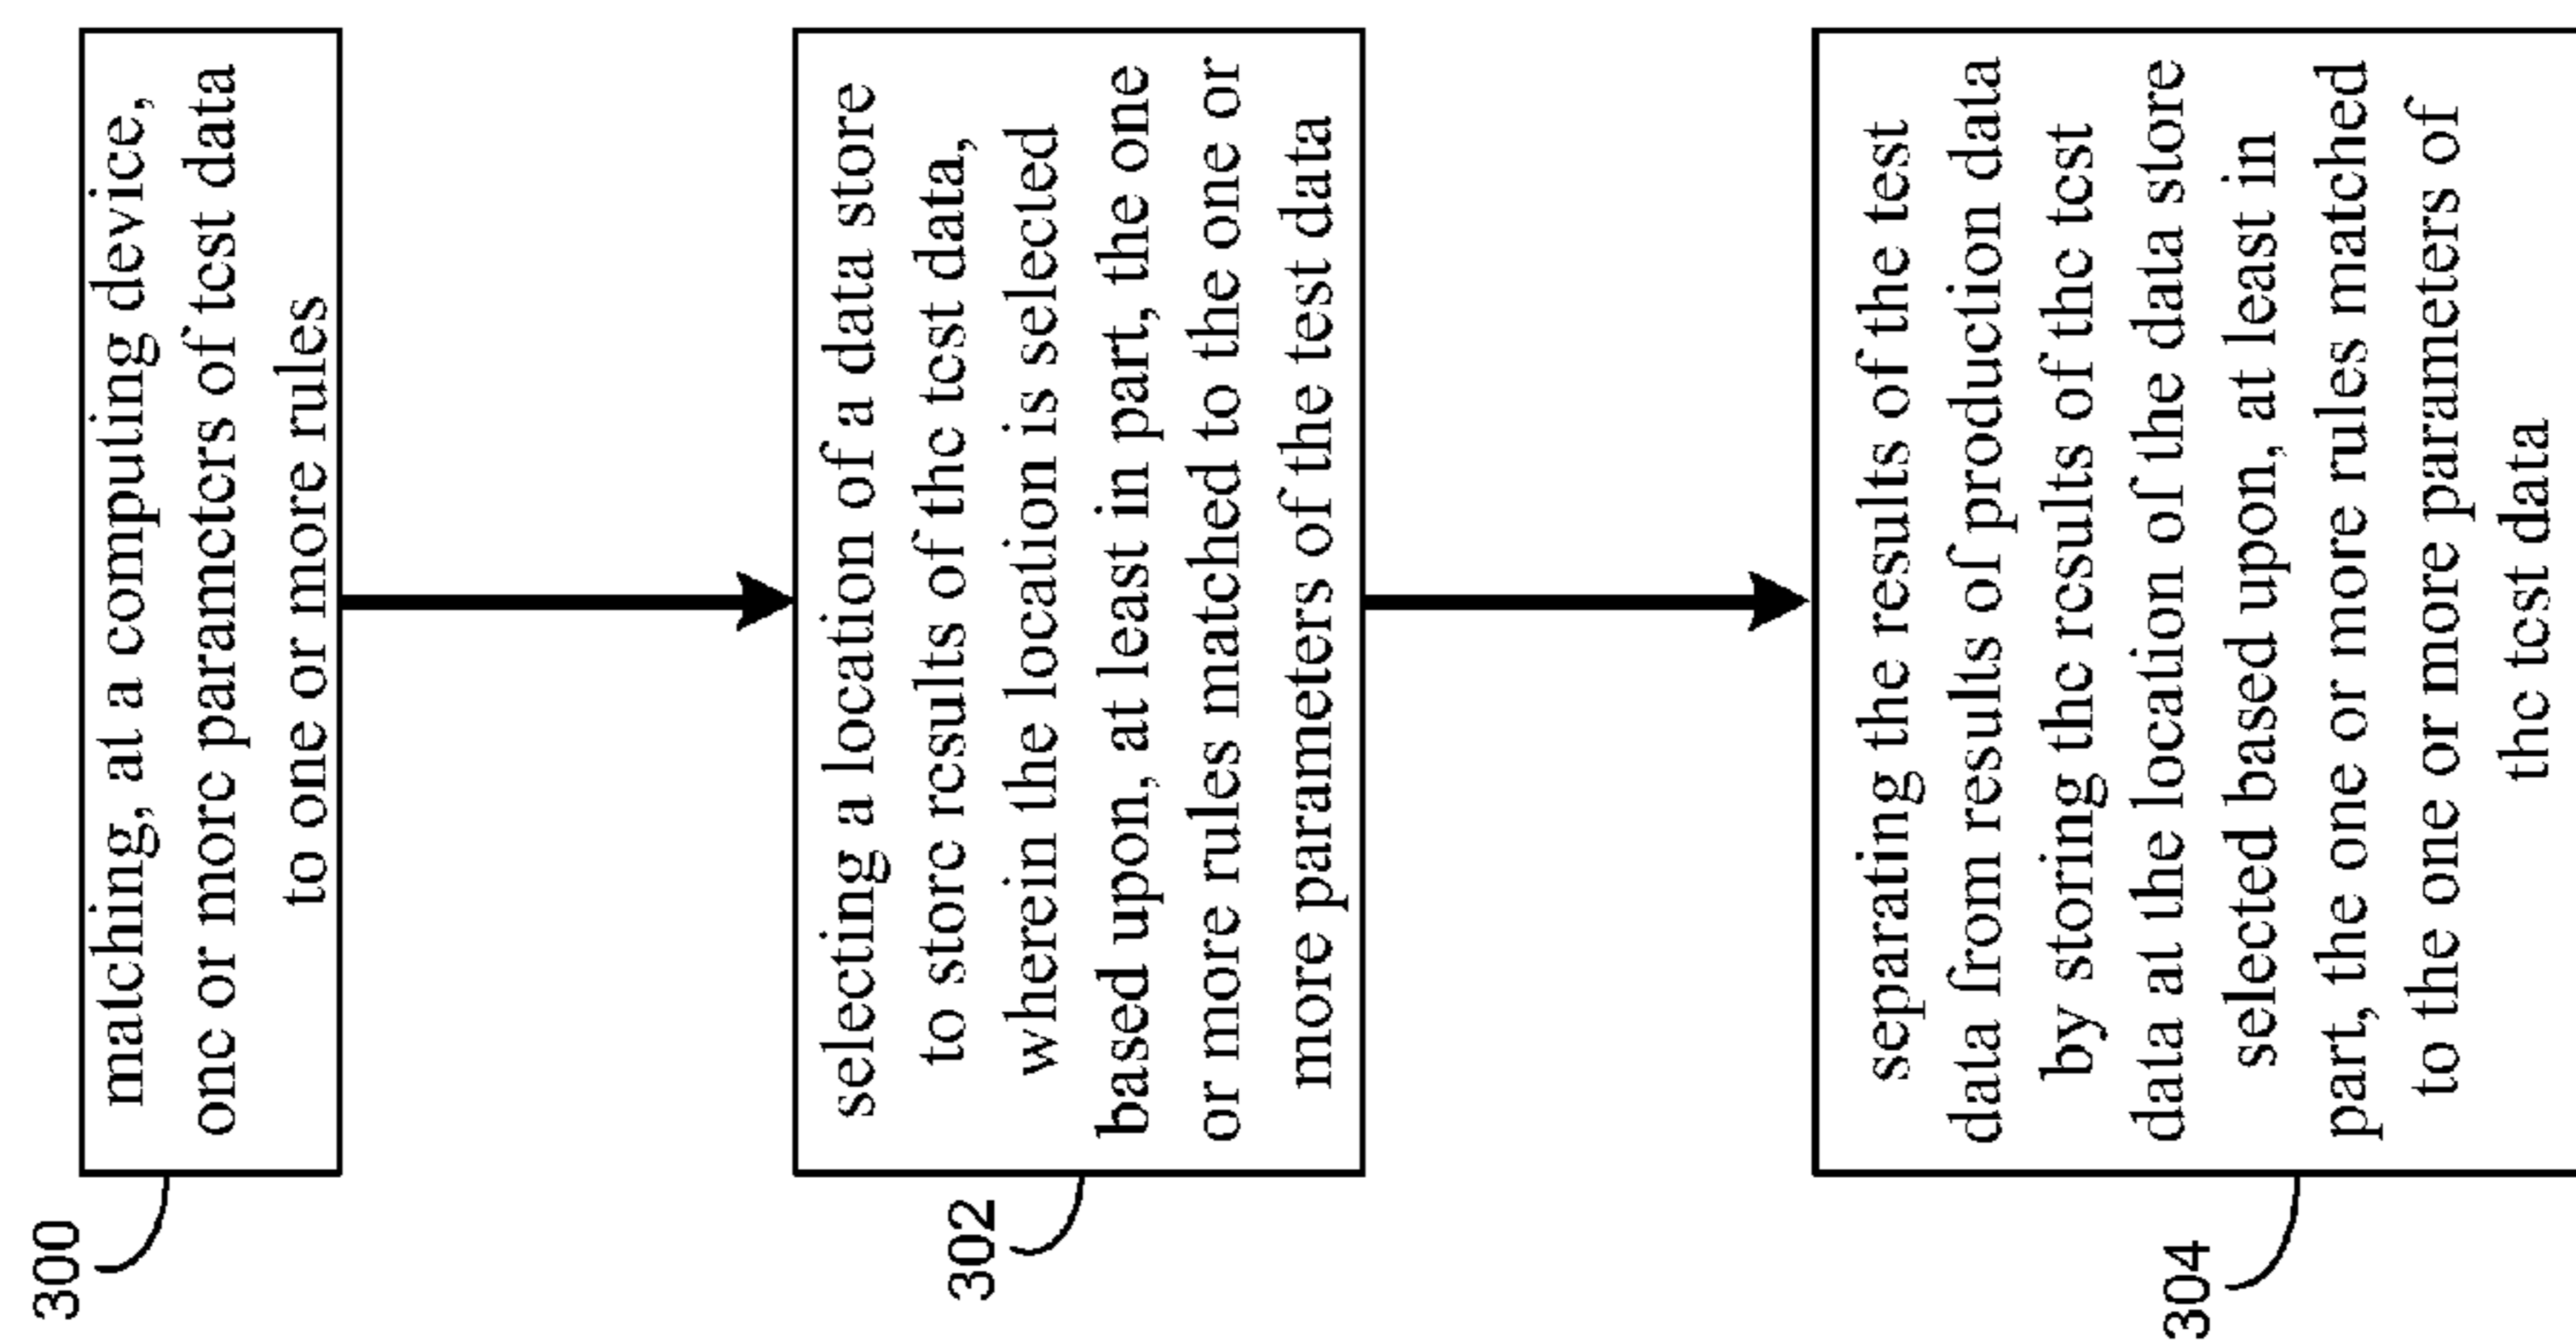 300
matching, at a computing device,
one or more parameters of test data
to one or more rules
302
selecting a location of a data store
to store results of the test data,
wherein the location is selected
based upon, at least in part, the one
or more rules matched to the one or
more parameters of the test data
304
separating the results of the test
data from results of production data
by storing the results of the test
data at the location of the data store
selected based upon, at least in
part, the one or more rules matched
to the one or more parameters of
the test data